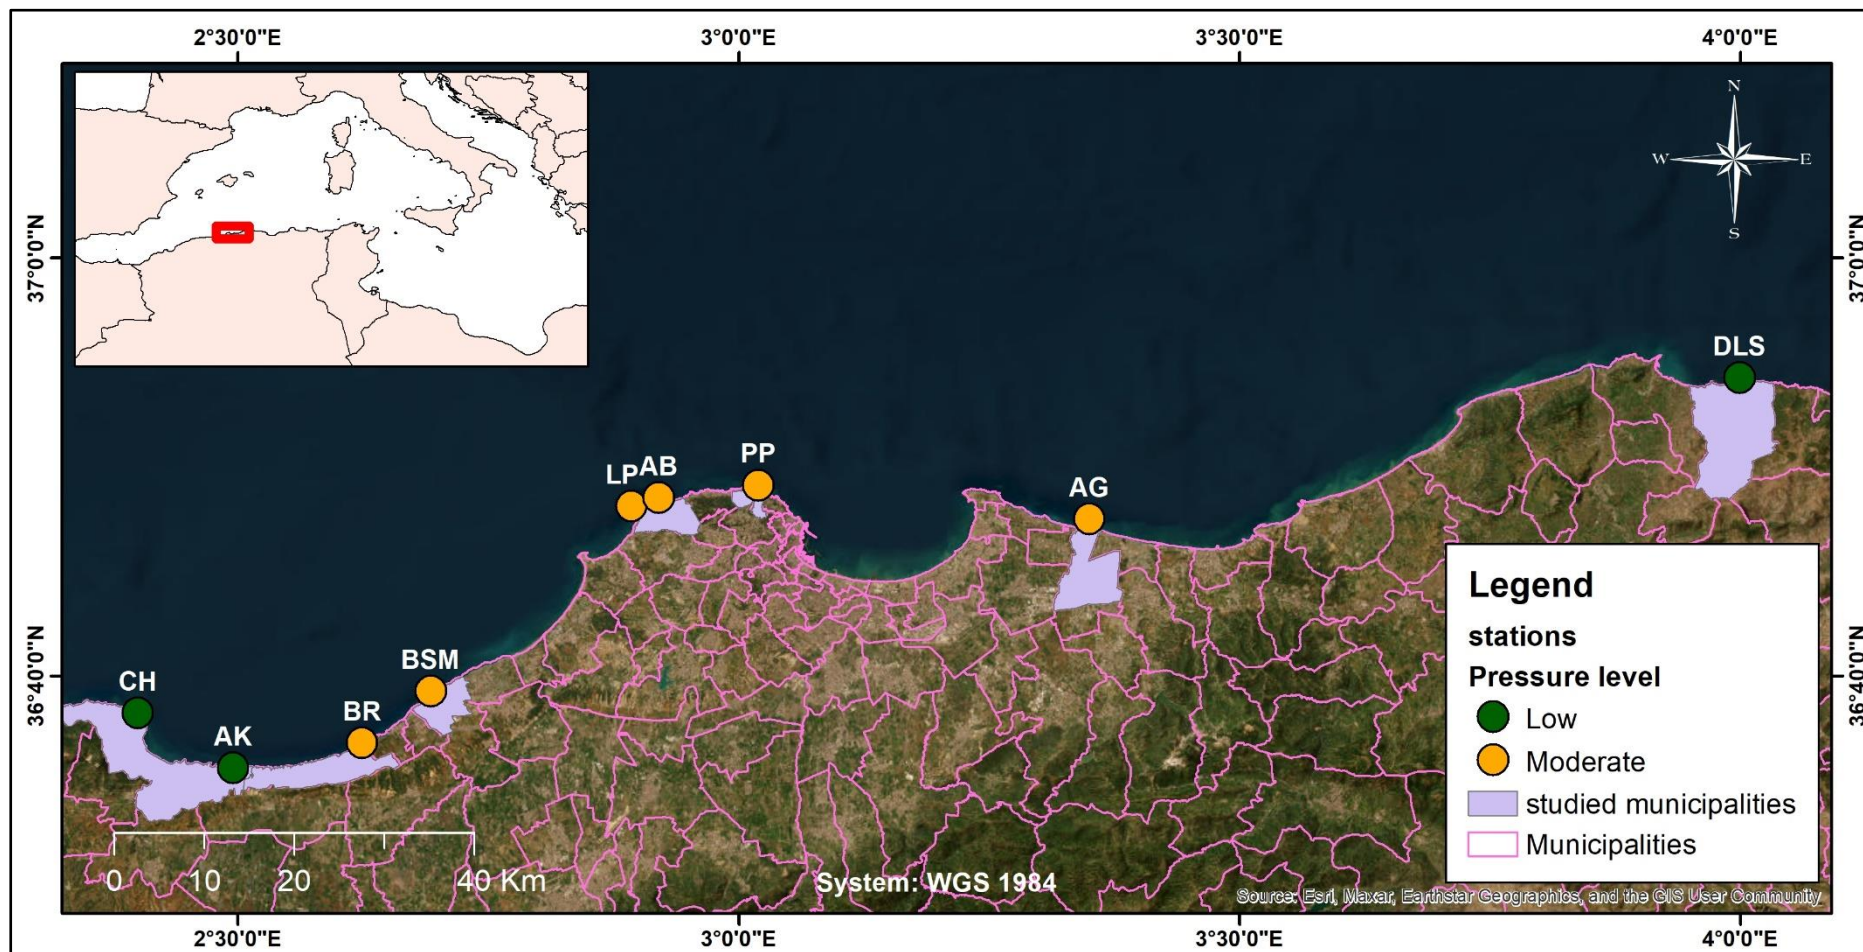 2°30'0"E
3°0'0"E
3°30'0"E
4°0'0"E
N
W
E
S
37°0'0"N
37°0'0"N
DLS
PP
LP
AB
AG
BSM
CH
BR
AK
36°40'0"N
36°40'0"N
Legend
stations
Pressure level
Low
Moderate
studied municipalities
Municipalities
0 10 20 40 Km
System: WGS 1984
Source: Esri, Maxar, Earthstar Geographics, and the GIS User Community
2°30'0"E
3°0'0"E
3°30'0"E
4°0'0"E